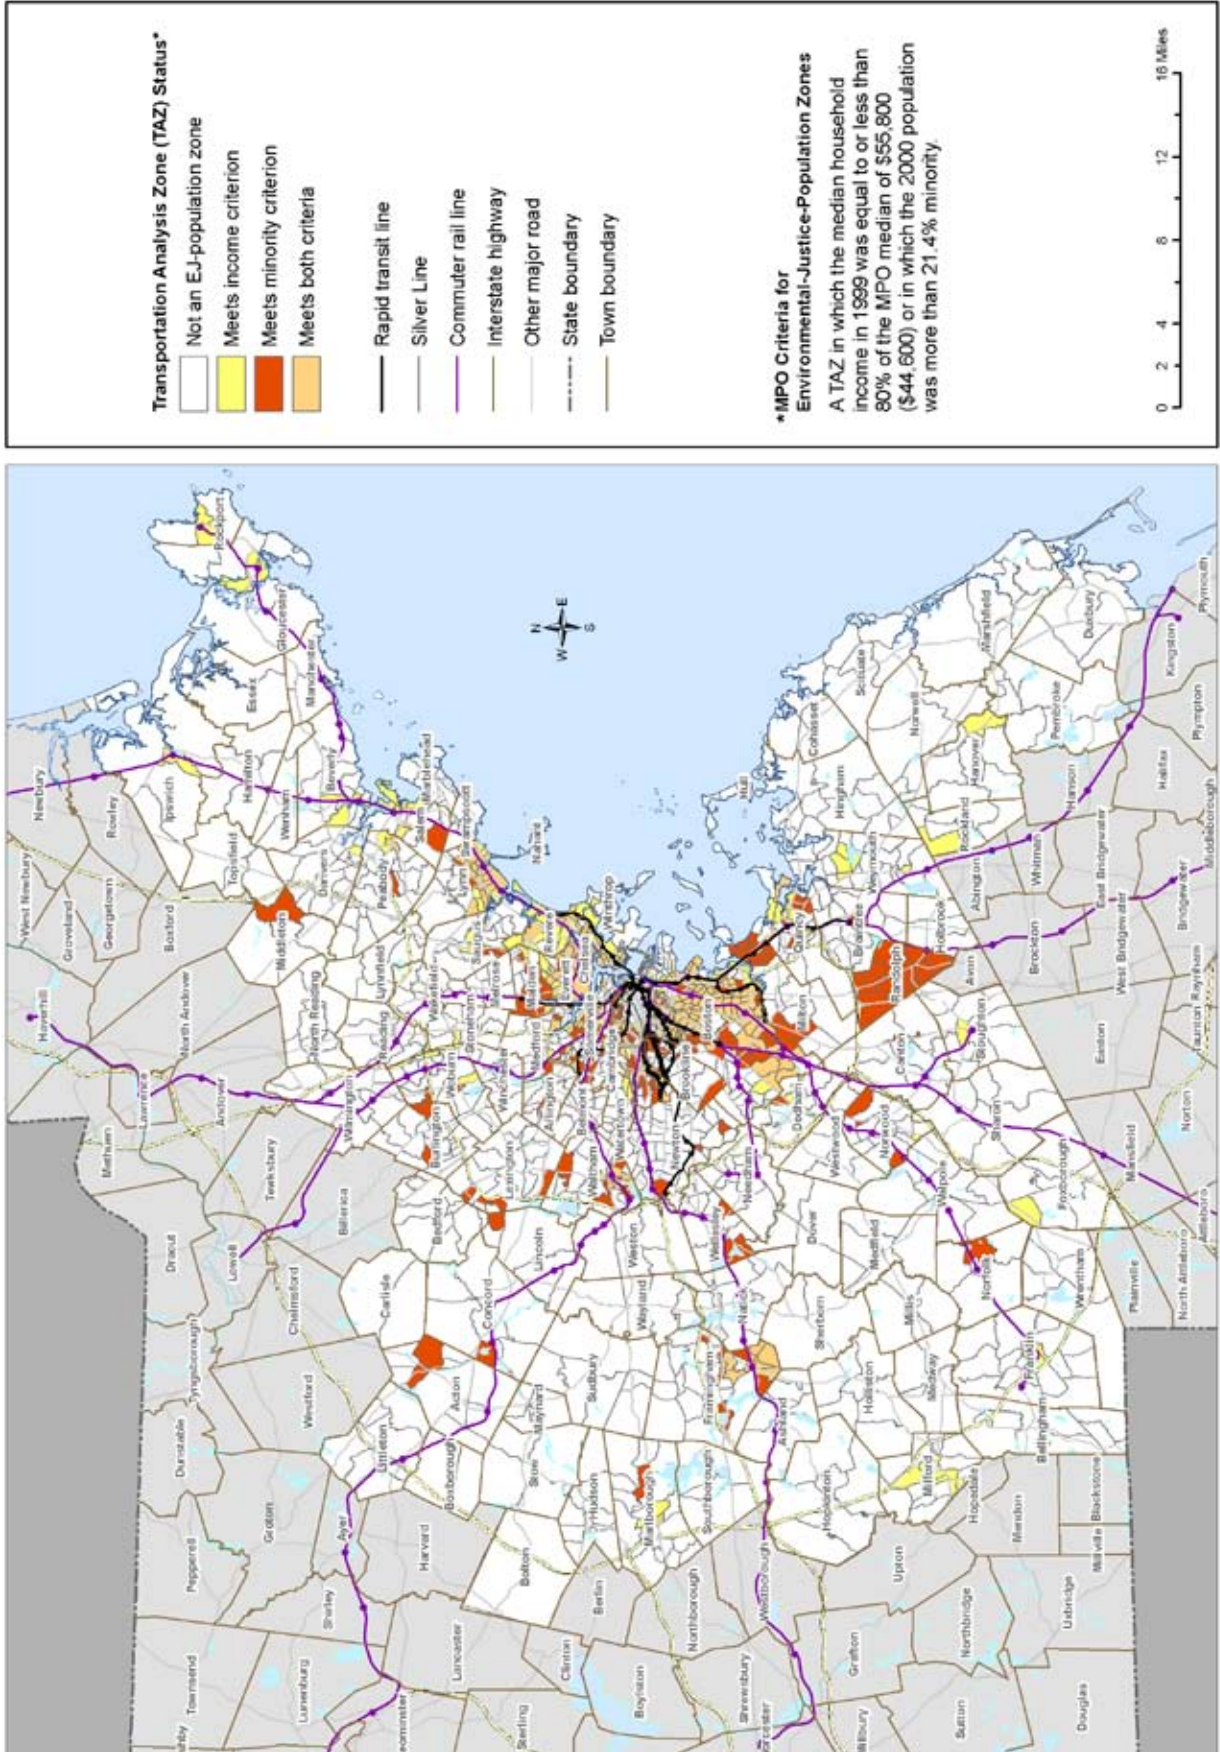 Transportation Analysis Zone (TAZ) Status*
Not an EJ-population zone
Meets income criterion
Meets minority criterion
Meets both criteria
Rapid transit line
Silver Line
Commuter rail line
Interstate highway
Other major road
State boundary
Town boundary
*MPO Criteria for
Environmental-Justice-Population Zones
A TAZ in which the median household
income in 1999 was equal to or less than
80% of the MPO median of $55,800
($44,600) or in which the 2000 population
was more than 21.4% minority.
0 2 4 8 12 16 Miles
N
W E
S
Newbury
West Newbury
Groveland
Georgetown
Rowley
Haverhill
Boxford
Ipswich
Methuen
Lawrence
North Andover
Andover
Topsfield
Hamilton
Essex
Rockport
Gloucester
Manchester
Wenham
Middleton
Danvers
Beverly
Dracut
Lowell
Tewksbury
Wilmington
North Reading
Reading
Lynnfield
Peabody
Salem
Marblehead
Swampscott
Lynn
Nahant
Dunstable
Tyngsborough
Chelmsford
Billerica
Burlington
Woburn
Stoneham
Wakefield
Saugus
Melrose
Malden
Revere
Everett
Chelsea
Winthrop
Pepperell
Groton
Westford
Carlisle
Bedford
Lexington
Winchester
Arlington
Medford
Somerville
Cambridge
Belmont
Watertown
Waltham
Townsend
Shirley
Ayer
Littleton
Acton
Concord
Lincoln
Weston
Newton
Brookline
Boston
Lunenburg
Lancaster
Harvard
Boxborough
Stow
Maynard
Sudbury
Wayland
Wellesley
Needham
Dedham
Milton
Quincy
Hull
Sterling
Clinton
Bolton
Berlin
Hudson
Marlborough
Southborough
Framingham
Natick
Sherborn
Dover
Westwood
Norwood
Canton
Randolph
Braintree
Weymouth
Hingham
Cohasset
Scituate
Boylston
Northborough
Shrewsbury
Westborough
Hopkinton
Ashland
Holliston
Millis
Medfield
Walpole
Sharon
Stoughton
Avon
Holbrook
Abington
Rockland
Hanover
Norwell
Marshfield
Grafton
Upton
Milford
Medway
Norfolk
Foxborough
Easton
Brockton
Whitman
Hanson
Pembroke
Duxbury
Sutton
Northbridge
Hopedale
Mendon
Bellingham
Franklin
Wrentham
Mansfield
West Bridgewater
East Bridgewater
Halifax
Plympton
Kingston
Douglas
Uxbridge
Millville
Blackstone
Plainville
North Attleboro
Attleboro
Norton
Taunton
Raynham
Bridgewater
Middleborough
Plymouth